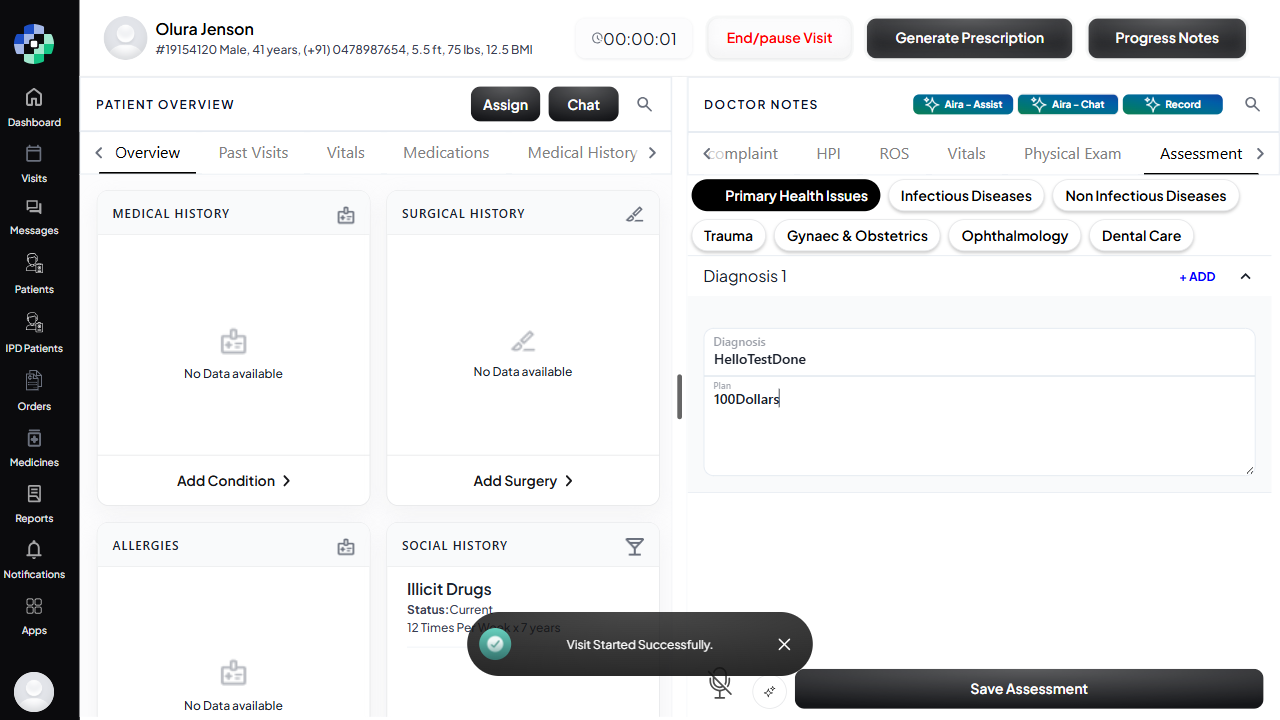 Olura Jenson
#19154120 Male, 41 years, (+91) 0478987654, 5.5 ft, 75 lbs, 12.5 BMI
00:00:01
End/pause Visit
Generate Prescription
Progress Notes
Dashboard
Visits
Messages
Patients
IPD Patients
Orders
Medicines
Reports
Notifications
Apps
PATIENT OVERVIEW
Assign
Chat
Overview
Past Visits
Vitals
Medications
Medical History
MEDICAL HISTORY
No Data available
Add Condition
SURGICAL HISTORY
No Data available
Add Surgery
ALLERGIES
No Data available
SOCIAL HISTORY
Illicit Drugs
Status:Current
12 Times Per Week x 7 years
DOCTOR NOTES
Aira - Assist
Aira - Chat
Record
complaint
HPI
ROS
Vitals
Physical Exam
Assessment
Primary Health Issues
Infectious Diseases
Non Infectious Diseases
Trauma
Gynaec & Obstetrics
Ophthalmology
Dental Care
Diagnosis 1
+ ADD
Diagnosis
HelloTestDone
Plan
100Dollars
Visit Started Successfully.
Save Assessment